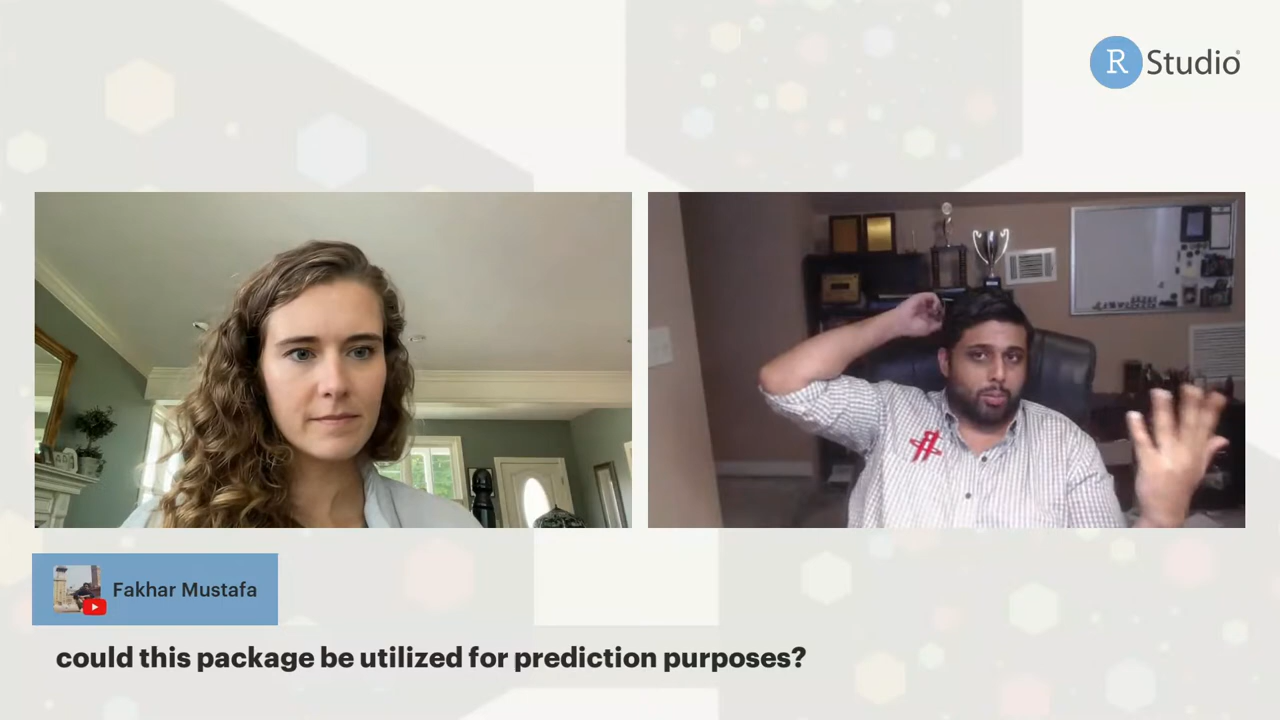 R Studio
Fakhar Mustafa
could this package be utilized for prediction purposes?